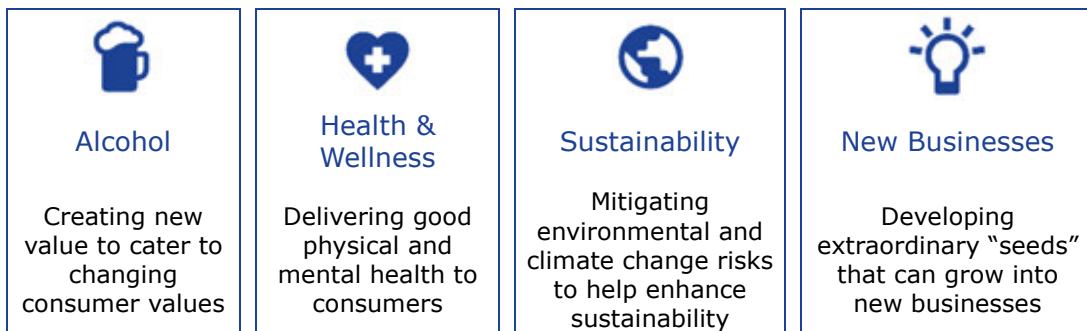 Alcohol
Creating new
value to cater to
changing
consumer values
Health &
Wellness
Delivering good
physical and
mental health to
consumers
Sustainability
Mitigating
environmental and
climate change risks
to help enhance
sustainability
New Businesses
Developing
extraordinary “seeds”
that can grow into
new businesses